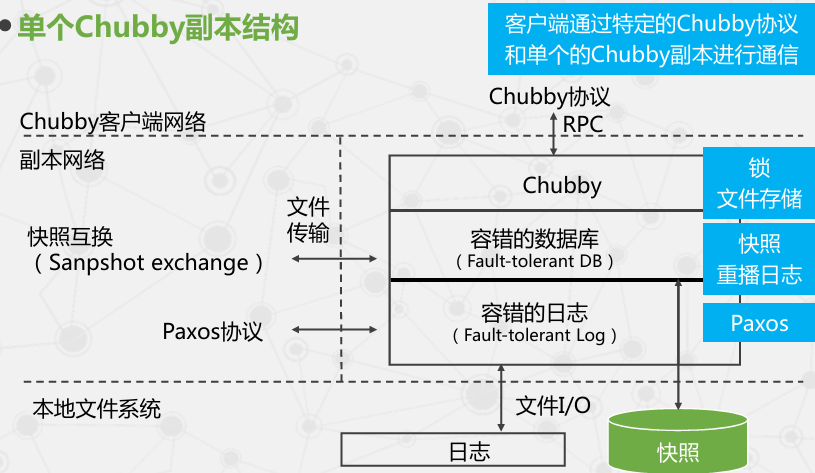 单个Chubby副本结构
客户端通过特定的Chubby协议
和单个的Chubby副本进行通信
Chubby协议
RPC
Chubby客户端网络
副本网络
Chubby
锁
文件存储
文件
传输
快照互换
（Sanpshot exchange）
容错的数据库
（Fault-tolerant DB）
快照
重播日志
Paxos协议
容错的日志
（Fault-tolerant Log）
Paxos
本地文件系统
文件I/O
日志
快照